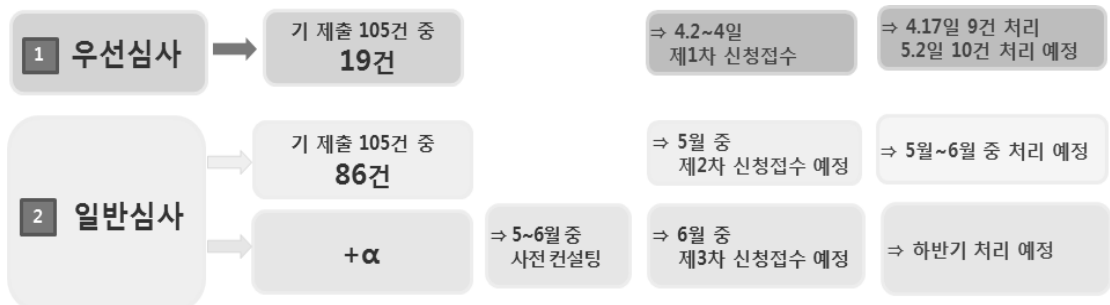 1 우선심사
기 제출 105건 중
19건
⇒ 4.2~4일
제1차 신청접수
⇒ 4.17일 9건 처리
5.2일 10건 처리 예정
2 일반심사
기 제출 105건 중
86건
⇒ 5월 중
제2차 신청접수 예정
⇒ 5월~6월 중 처리 예정
+α
⇒ 5~6월 중
사전 컨설팅
⇒ 6월 중
제3차 신청접수 예정
⇒ 하반기 처리 예정